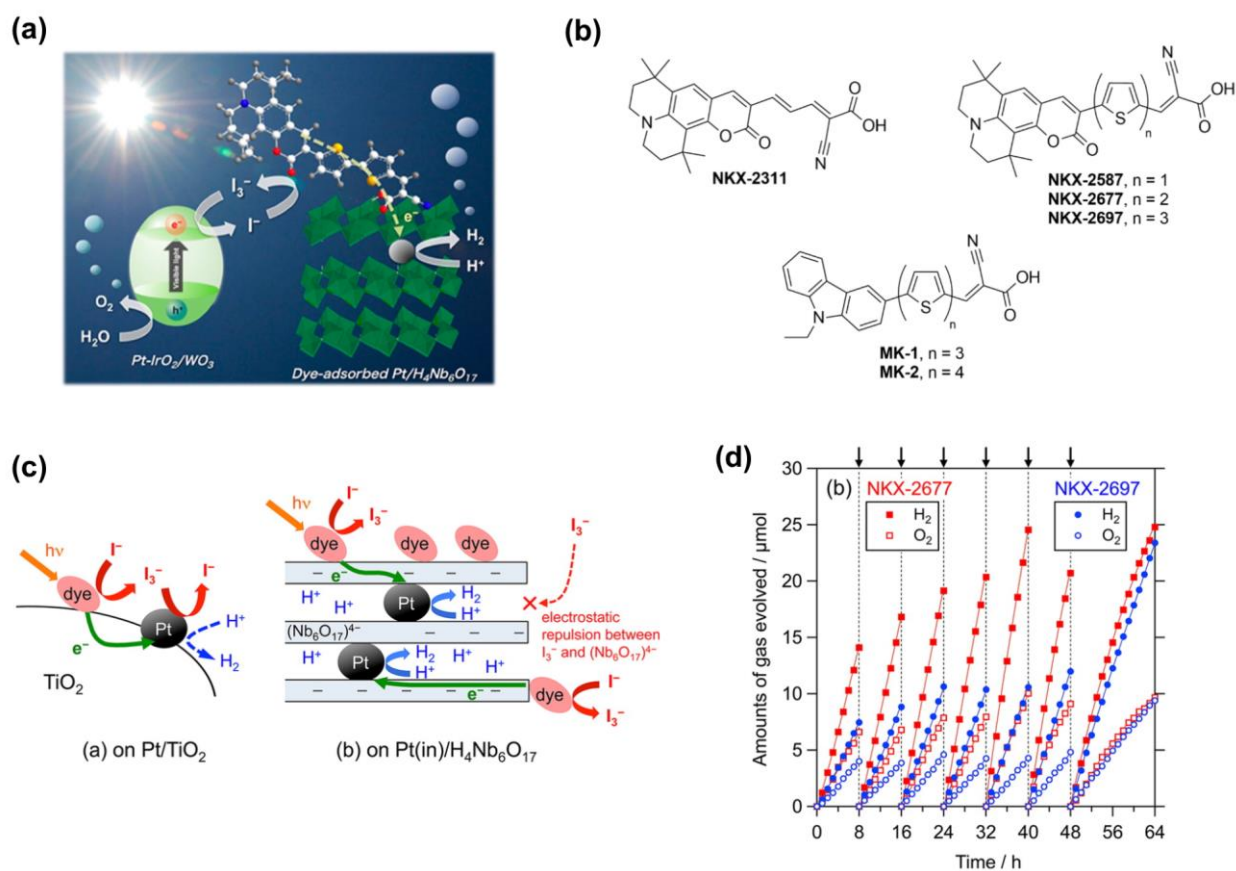 (a)
I₃⁻
I⁻
e⁻
H₂
H⁺
e⁻
Visible light
h⁺
O₂
H₂O
Pt-IrO₂/WO₃
Dye-adsorbed Pt/H₄Nb₆O₁₇
(b)
N
O
O
O
OH
N
NKX-2311
N
O
O
S
n
N
OH
O
NKX-2587, n = 1
NKX-2677, n = 2
NKX-2697, n = 3
N
S
n
N
OH
O
MK-1, n = 3
MK-2, n = 4
(c)
hν
I⁻
I₃⁻
I⁻
dye
Pt
H⁺
e⁻
H₂
TiO₂
(a) on Pt/TiO₂
hν
I⁻
I₃⁻
dye
dye
dye
I₃⁻
e⁻
H⁺
H⁺
Pt
H₂
H⁺
electrostatic
repulsion between
I₃⁻ and (Nb₆O₁₇)⁴⁻
(Nb₆O₁₇)⁴⁻
H⁺
Pt
H₂
H⁺
H⁺
H⁺
e⁻
dye
I⁻
I₃⁻
(b) on Pt(in)/H₄Nb₆O₁₇
(d)
(b)
NKX-2677
H₂
O₂
NKX-2697
H₂
O₂
Amounts of gas evolved / μmol
30
25
20
15
10
5
0
0 8 16 24 32 40 48 56 64
Time / h